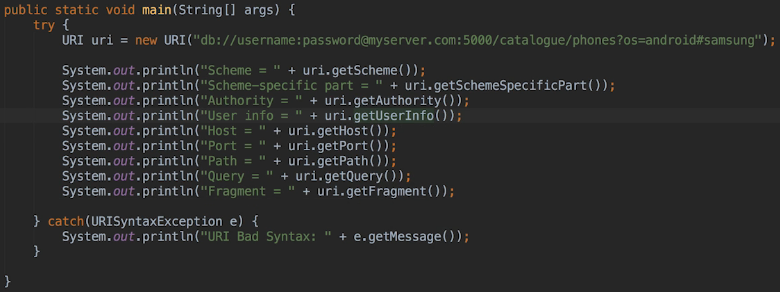 public static void main(String[] args) {
try {
URI uri = new URI("db://username:password@myserver.com:5000/catalogue/phones?os=android#samsung");
System.out.println("Scheme = " + uri.getScheme());
System.out.println("Scheme-specific part = " + uri.getSchemeSpecificPart());
System.out.println("Authority = " + uri.getAuthority());
System.out.println("User info = " + uri.getUserInfo());
System.out.println("Host = " + uri.getHost());
System.out.println("Port = " + uri.getPort());
System.out.println("Path = " + uri.getPath());
System.out.println("Query = " + uri.getQuery());
System.out.println("Fragment = " + uri.getFragment());
} catch(URISyntaxException e) {
System.out.println("URI Bad Syntax: " + e.getMessage());
}
}